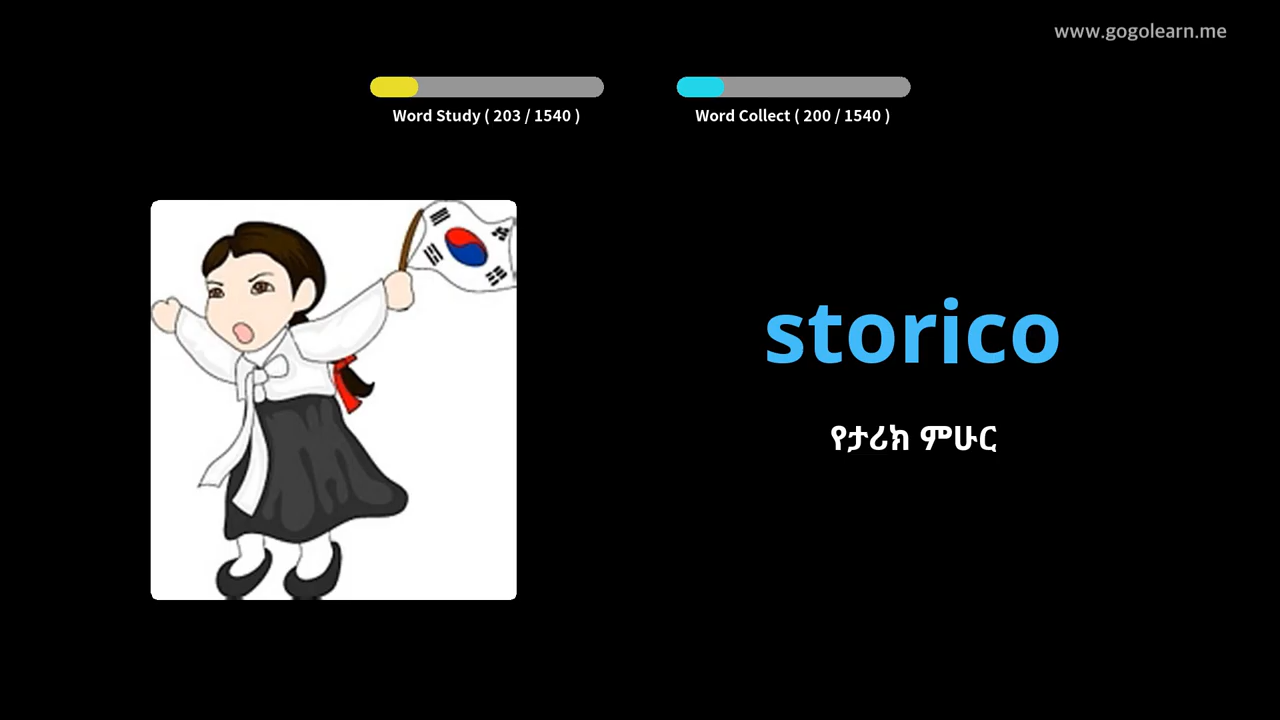 www.gogolearn.me
Word Study ( 203 / 1540 )
Word Collect ( 200 / 1540 )
storico
የታሪክ ምሁር